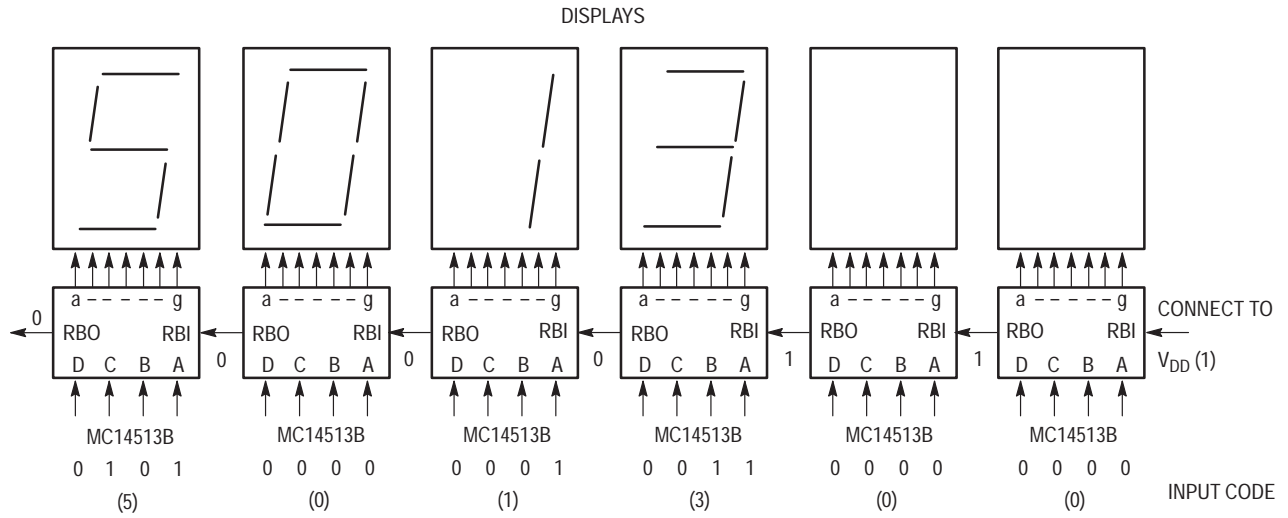 DISPLAYS
a - - - - - g a - - - - - g a - - - - - g a - - - - - g a - - - - - g a - - - - - g
CONNECT TO
0 RBO RBI RBO RBI RBO RBI RBO RBI RBO RBI RBO RBI
0 0 0 1 1 VDD (1)
D C B A D C B A D C B A D C B A D C B A D C B A
MC14513B MC14513B MC14513B MC14513B MC14513B MC14513B
0 1 0 1 0 0 0 0 0 0 0 1 0 0 1 1 0 0 0 0 0 0 0 0
INPUT CODE
(5) (0) (1) (3) (0) (0)